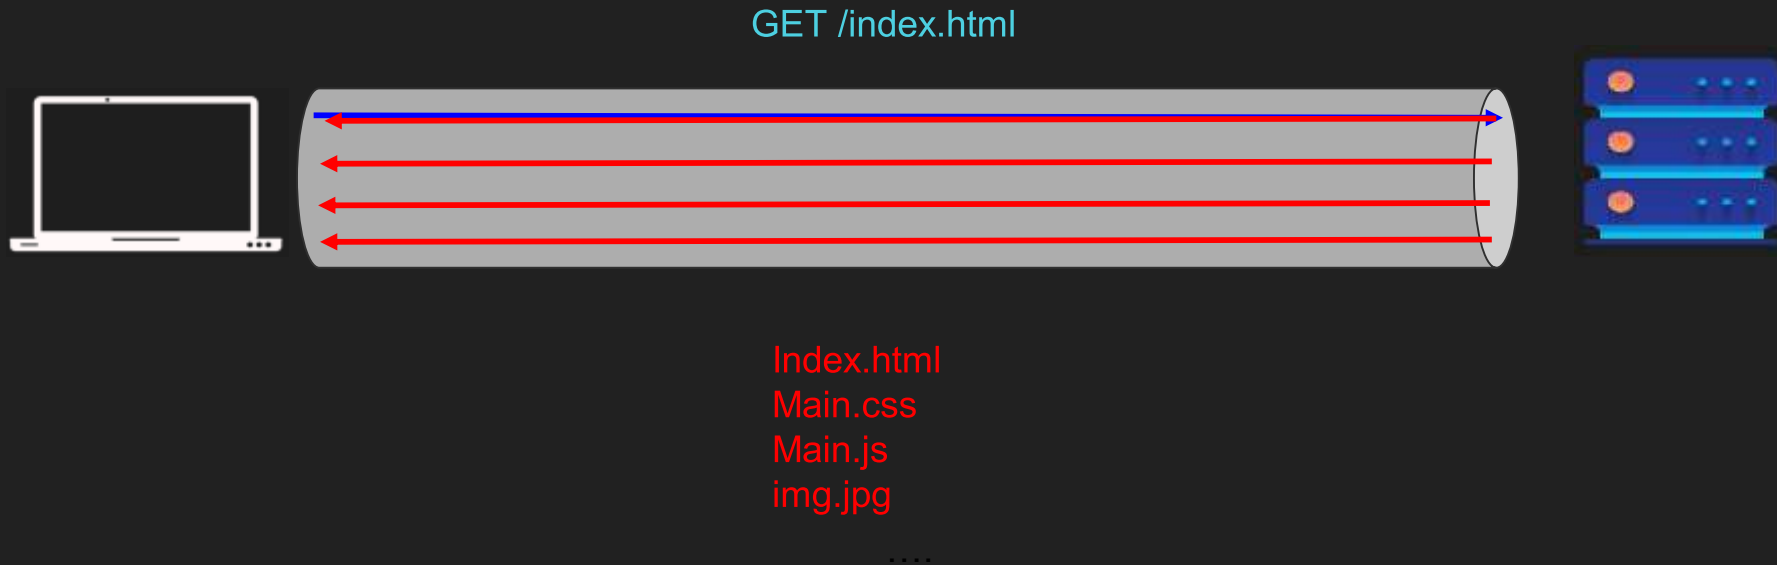 GET /index.html
Index.html
Main.css
Main.js
img.jpg
....